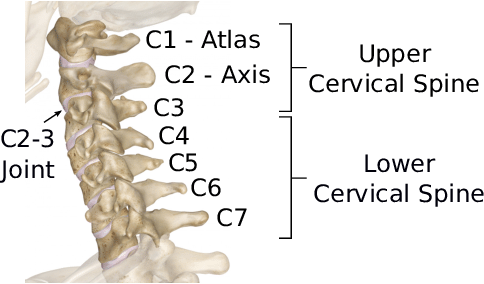 C1 - Atlas
C2 - Axis
C3
C4
C5
C6
C7
C2-3
Joint
Upper
Cervical Spine
Lower
Cervical Spine